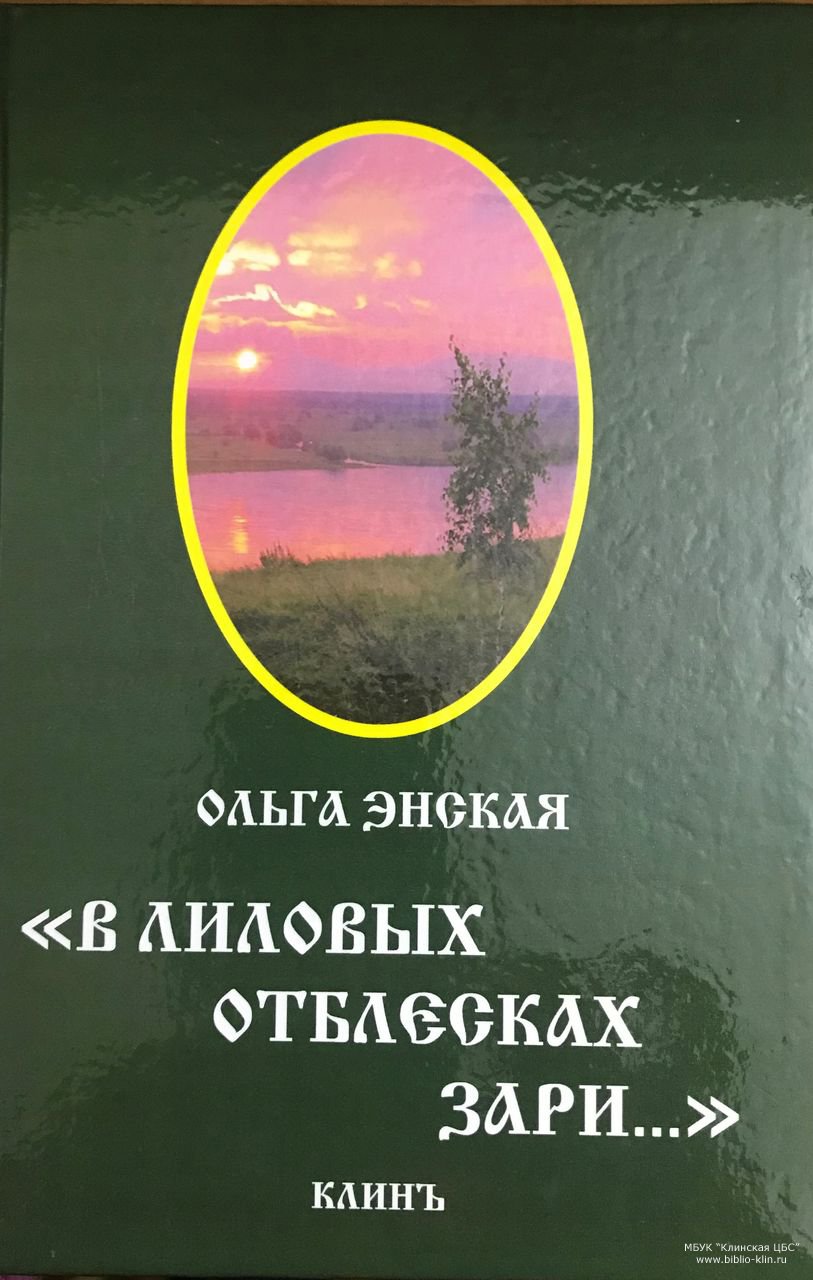 ОЛЬГА ЭНСКАЯ
«В ЛИЛОВЫХ
ОТБЛЕСКАХ
ЗАРИ...»
КЛИНЪ
МБУК "Клинская ЦБС"
www.biblio-klin.ru